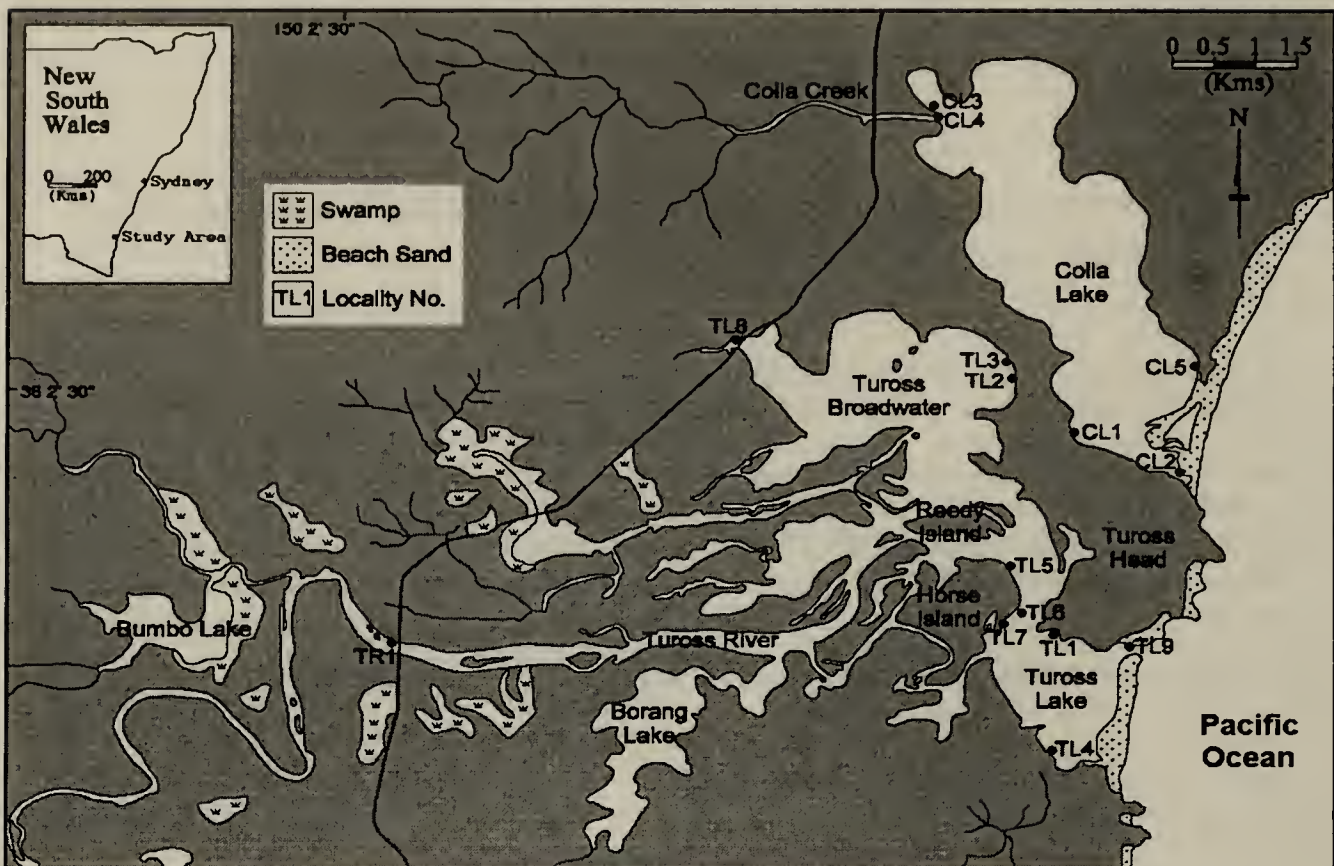 150 2' 30"
0 0.5 1 1.5
(Kms)
N
New
South
Wales
0 200
(Kms)
Sydney
Study Area
Swamp
Beach Sand
TL1 Locality No.
Coila Creek
CL3
CL4
Coila
Lake
CL5
CL1
CL2
TL8
TL3
TL2
Tuross
Broadwater
36 2' 30"
Reedy
Island
Tuross
Head
TL5
Horse
Island
TL6
TL7
TL1
TL9
Bumbo Lake
TR1
Tuross River
Tuross
Lake
Borang
Lake
TL4
Pacific
Ocean